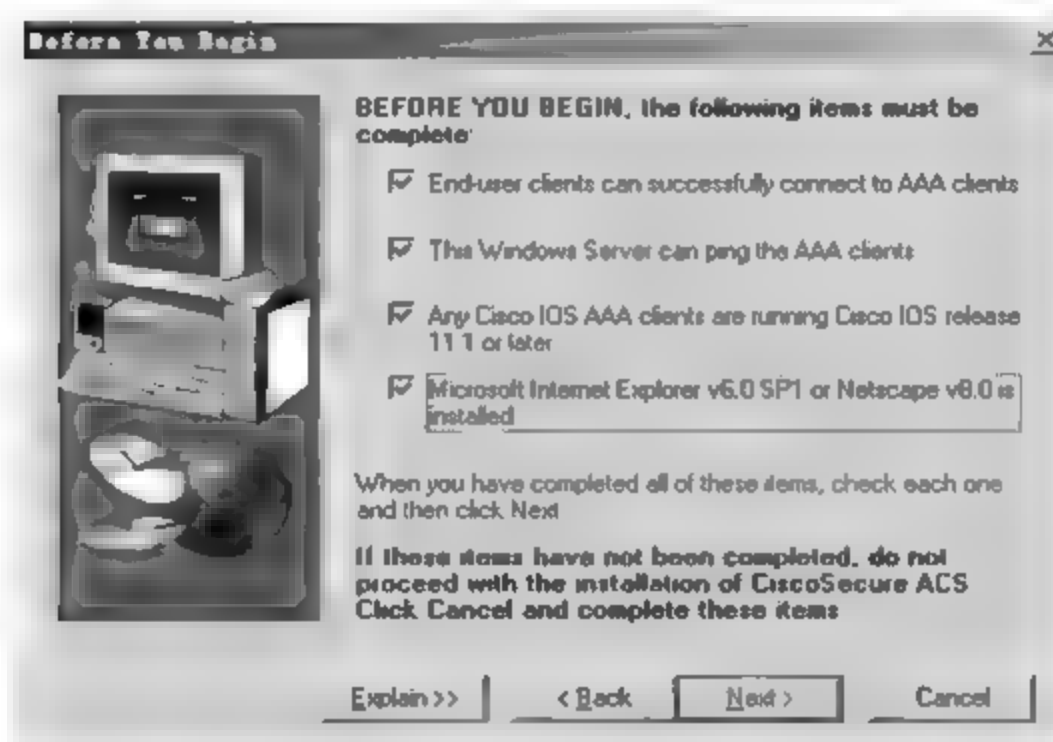 Before You Begin
BEFORE YOU BEGIN, the following items must be
complete:
End-user clients can successfully connect to AAA clients
This Windows Server can ping the AAA clients
Any Cisco IOS AAA clients are running Cisco IOS release
11.1 or later
Microsoft Internet Explorer v6.0 SP1 or Netscape v8.0 is
installed
When you have completed all of these items, check each one
and then click Next
If these items have not been completed, do not
proceed with the installation of CiscoSecure ACS
Click Cancel and complete these items
Explain >>
< Back
Next >
Cancel